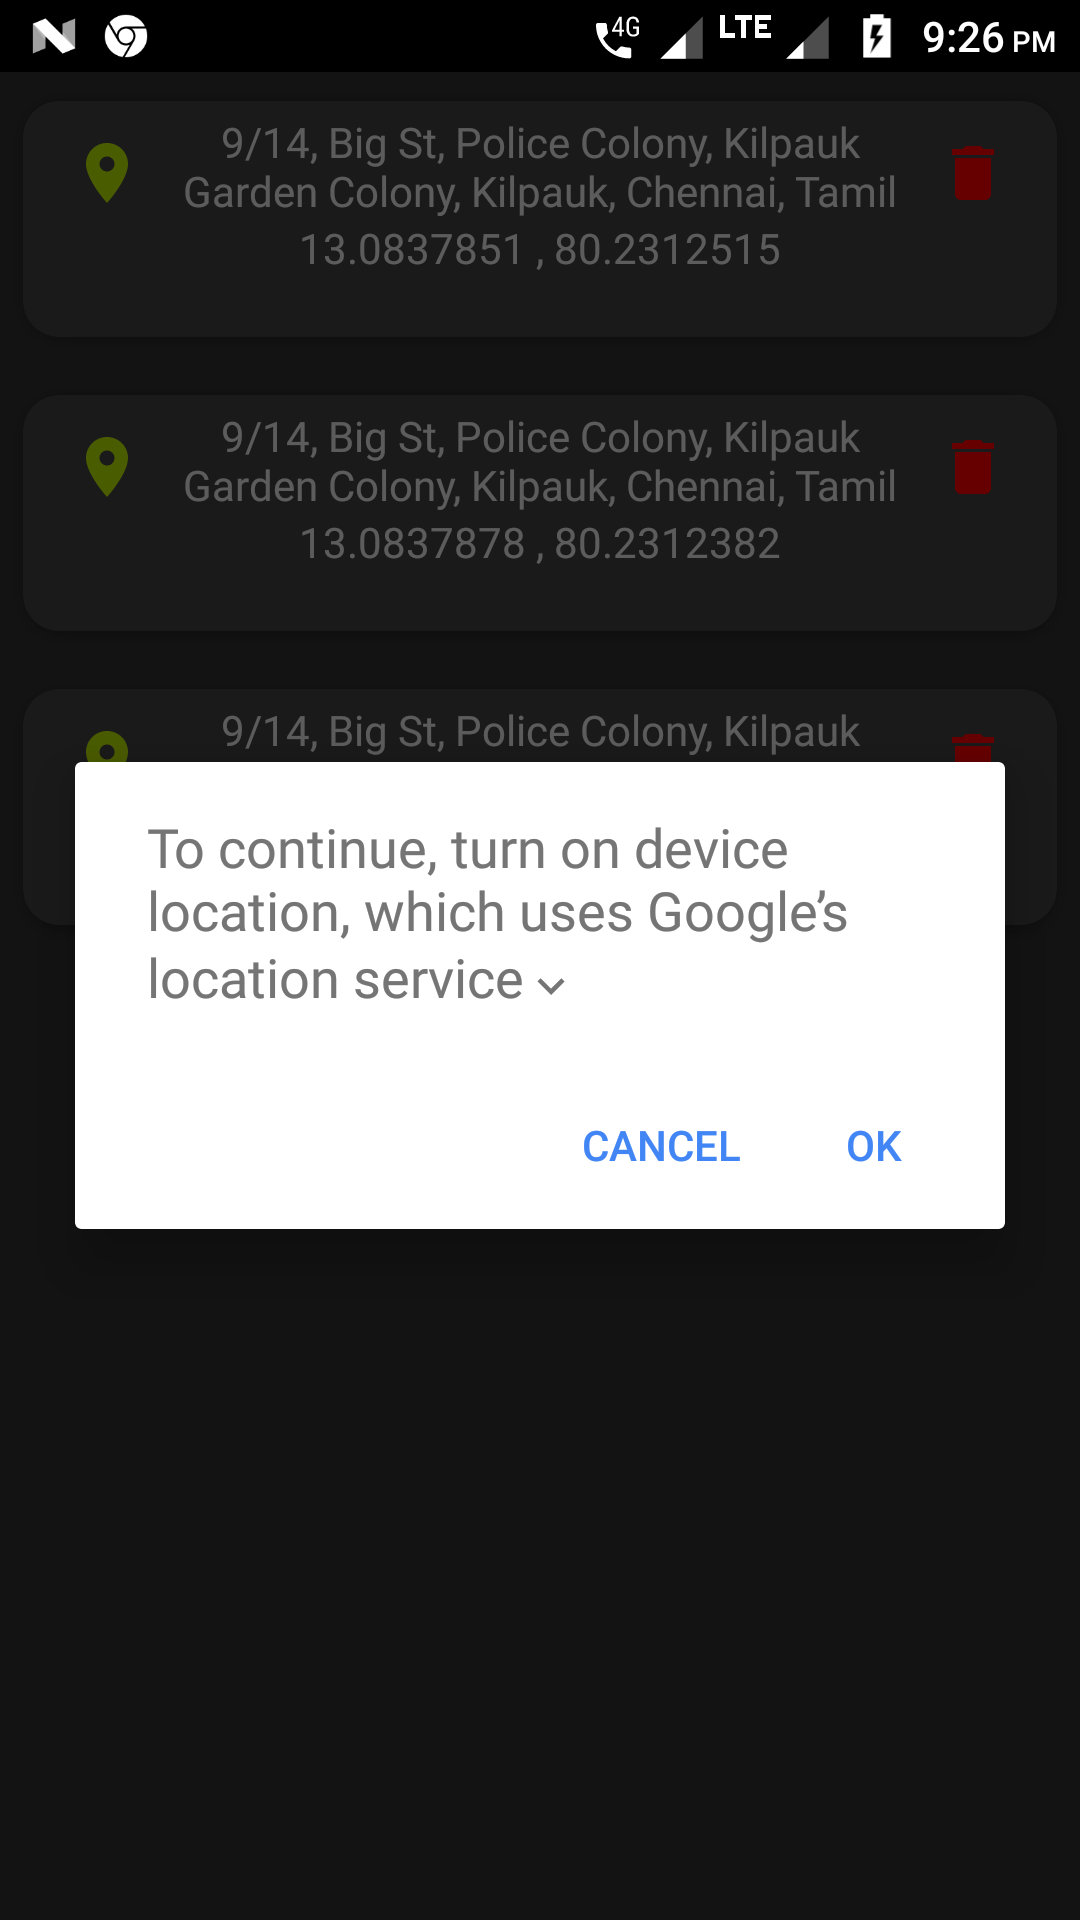 4G LTE 9:26 PM
9/14, Big St, Police Colony, Kilpauk
Garden Colony, Kilpauk, Chennai, Tamil
13.0837851 , 80.2312515
9/14, Big St, Police Colony, Kilpauk
Garden Colony, Kilpauk, Chennai, Tamil
13.0837878 , 80.2312382
9/14, Big St, Police Colony, Kilpauk
To continue, turn on device
location, which uses Google’s
location service
CANCEL OK